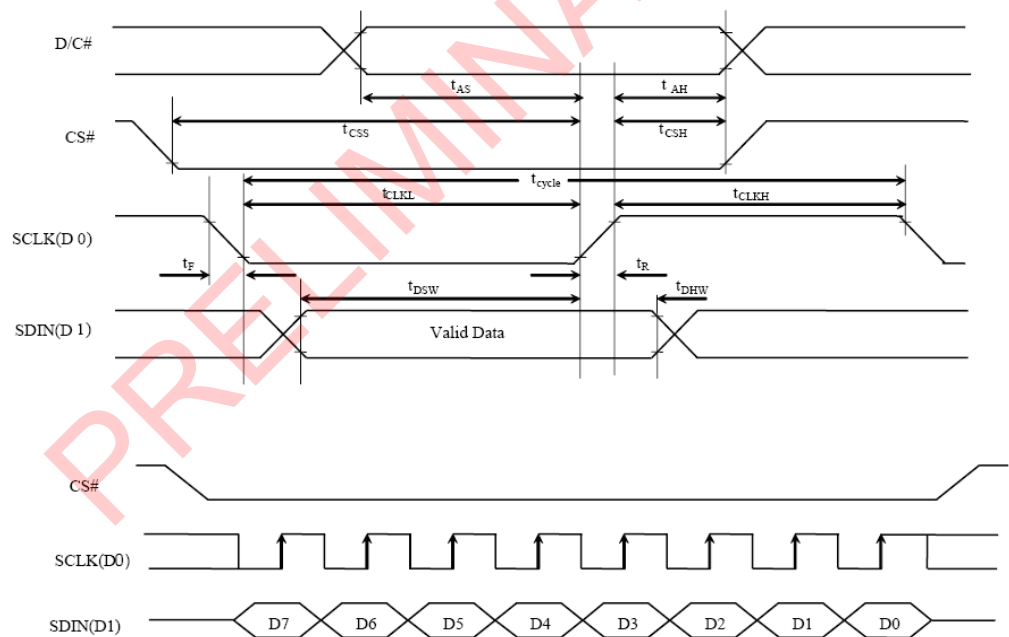 PRELIMINA
D/C#
tAS
tAH
CS#
tCSS
tCSH
tcycle
tCLKL
tCLKH
SCLK(D 0)
tF
tR
tDSW
tDHW
SDIN(D 1)
Valid Data
CS#
SCLK(D0)
SDIN(D1)
D7 D6 D5 D4 D3 D2 D1 D0